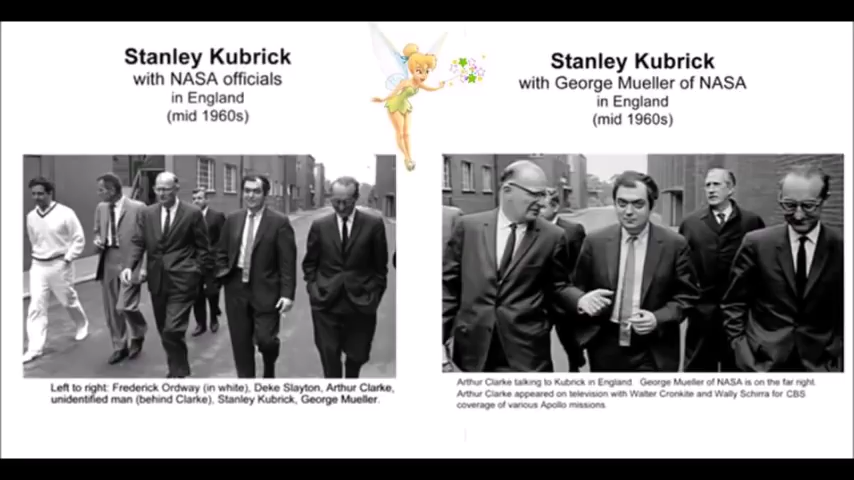 Stanley Kubrick
with NASA officials
in England
(mid 1960s)
Left to right: Frederick Ordway (in white), Deke Slayton, Arthur Clarke,
unidentified man (behind Clarke), Stanley Kubrick, George Mueller.
Stanley Kubrick
with George Mueller of NASA
in England
(mid 1960s)
Arthur Clarke talking to Kubrick in England. George Mueller of NASA is on the far right.
Arthur Clarke appeared on television with Walter Cronkite and Wally Schirra for CBS
coverage of various Apollo missions.